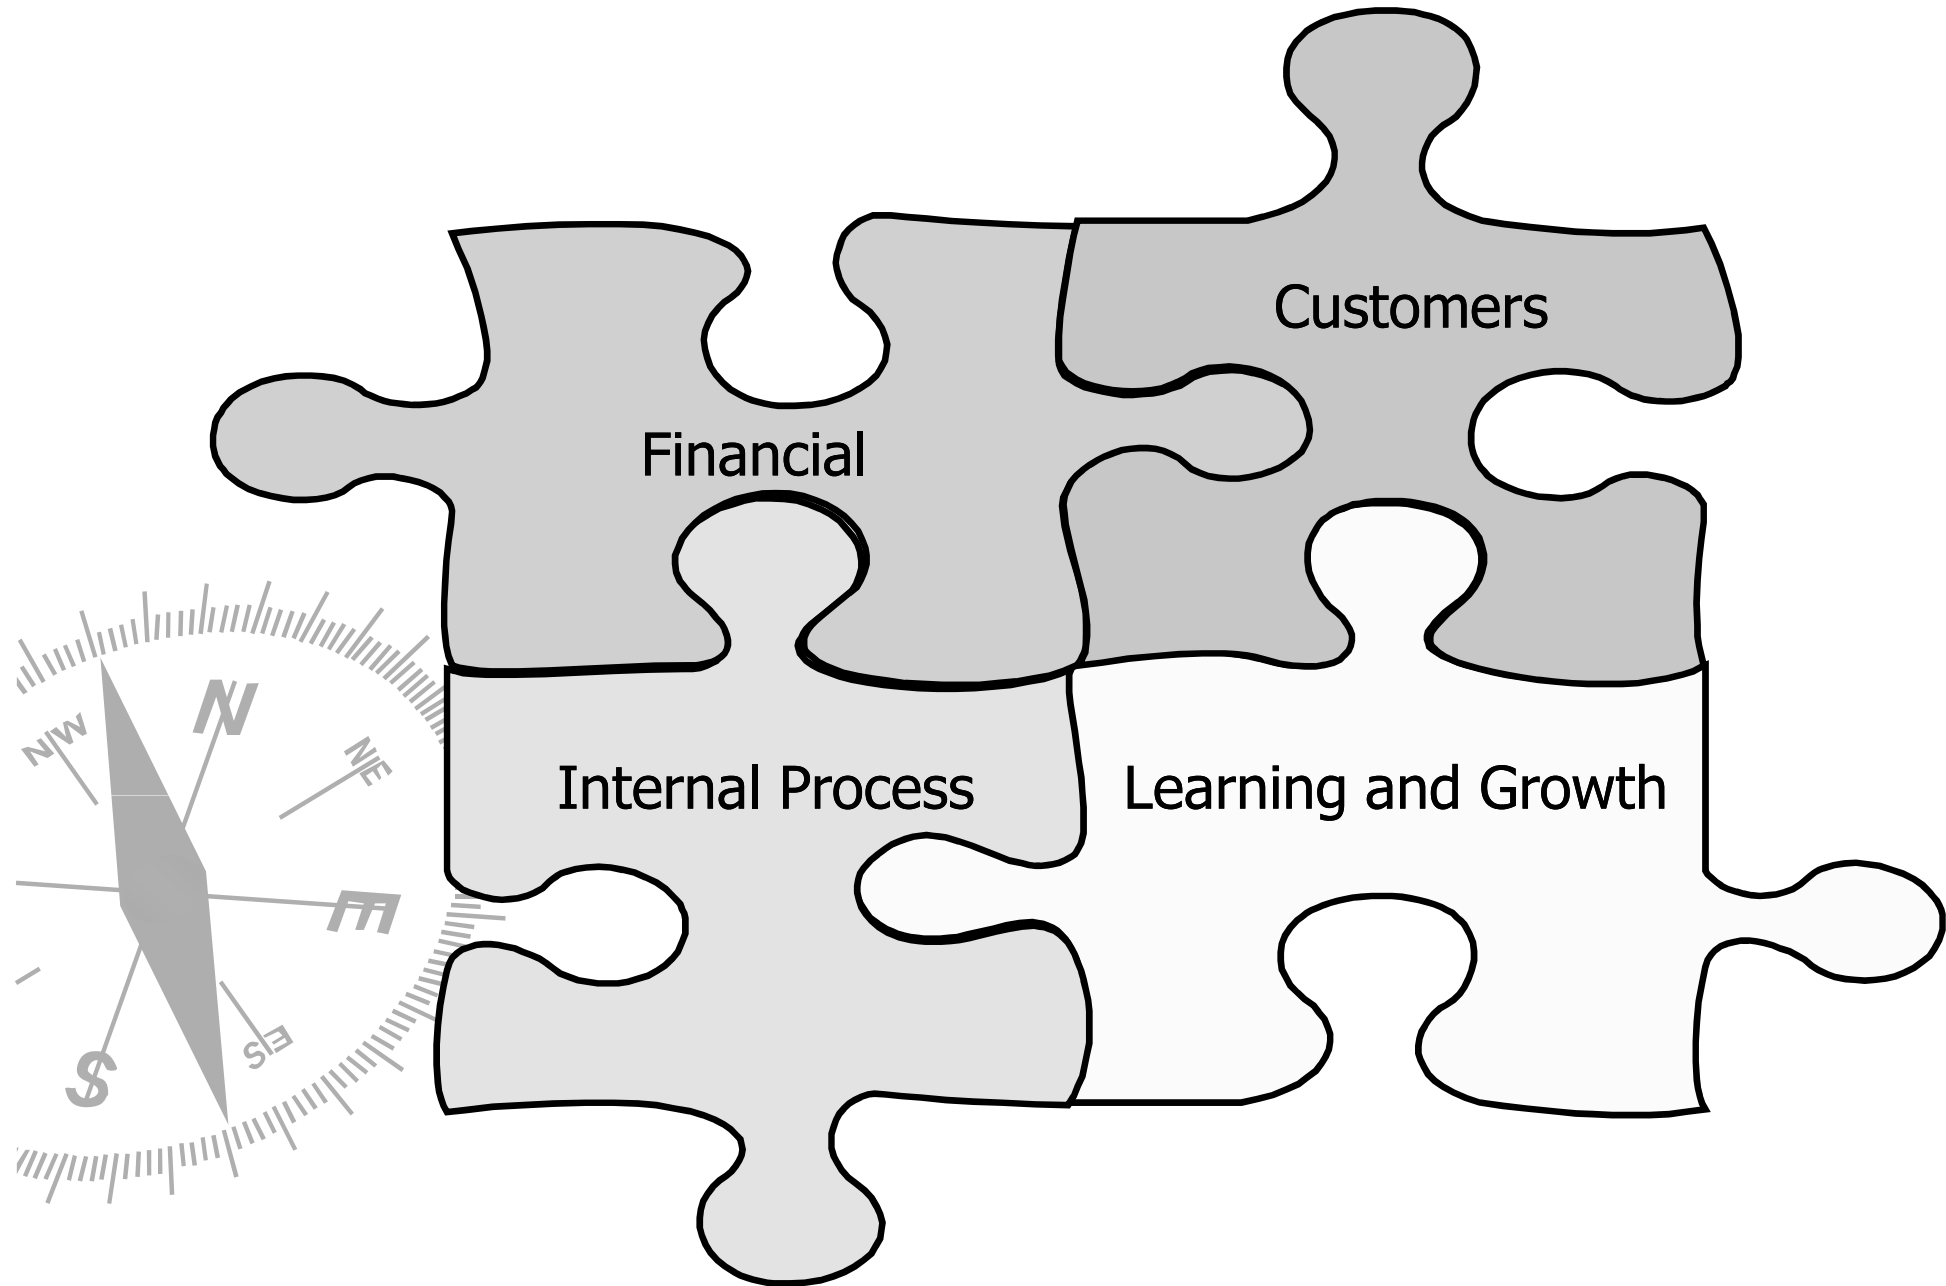 Customers
Financial
Internal Process
Learning and Growth
N
NW
NE
E
SE
S